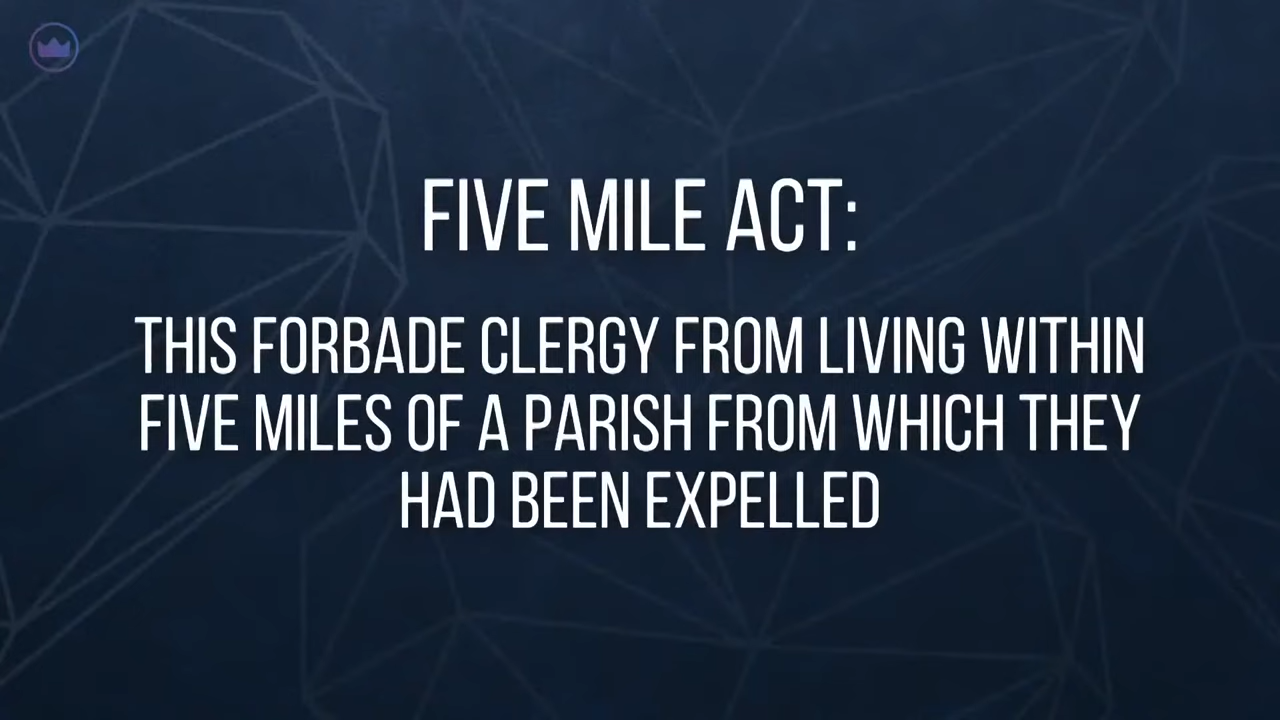 FIVE MILE ACT:
THIS FORBADE CLERGY FROM LIVING WITHIN
FIVE MILES OF A PARISH FROM WHICH THEY
HAD BEEN EXPELLED